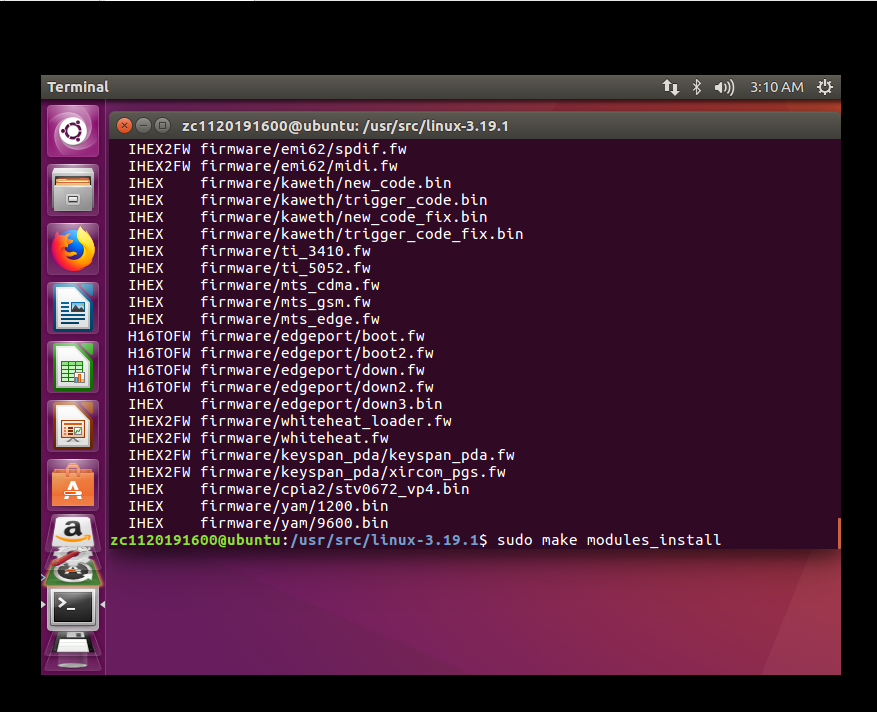 Terminal
3:10 AM
zc1120191600@ubuntu: /usr/src/linux-3.19.1
IHEX2FW firmware/emi62/spdif.fw
IHEX2FW firmware/emi62/midi.fw
IHEX    firmware/kaweth/new_code.bin
IHEX    firmware/kaweth/trigger_code.bin
IHEX    firmware/kaweth/new_code_fix.bin
IHEX    firmware/kaweth/trigger_code_fix.bin
IHEX    firmware/ti_3410.fw
IHEX    firmware/ti_5052.fw
IHEX    firmware/mts_cdma.fw
IHEX    firmware/mts_gsm.fw
IHEX    firmware/mts_edge.fw
H16TOFW firmware/edgeport/boot.fw
H16TOFW firmware/edgeport/boot2.fw
H16TOFW firmware/edgeport/down.fw
H16TOFW firmware/edgeport/down2.fw
IHEX    firmware/edgeport/down3.bin
IHEX2FW firmware/whiteheat_loader.fw
IHEX2FW firmware/whiteheat.fw
IHEX2FW firmware/keyspan_pda/keyspan_pda.fw
IHEX2FW firmware/keyspan_pda/xircom_pgs.fw
IHEX    firmware/cpia2/stv0672_vp4.bin
IHEX    firmware/yam/1200.bin
IHEX    firmware/yam/9600.bin
zc1120191600@ubuntu:/usr/src/linux-3.19.1$ sudo make modules_install